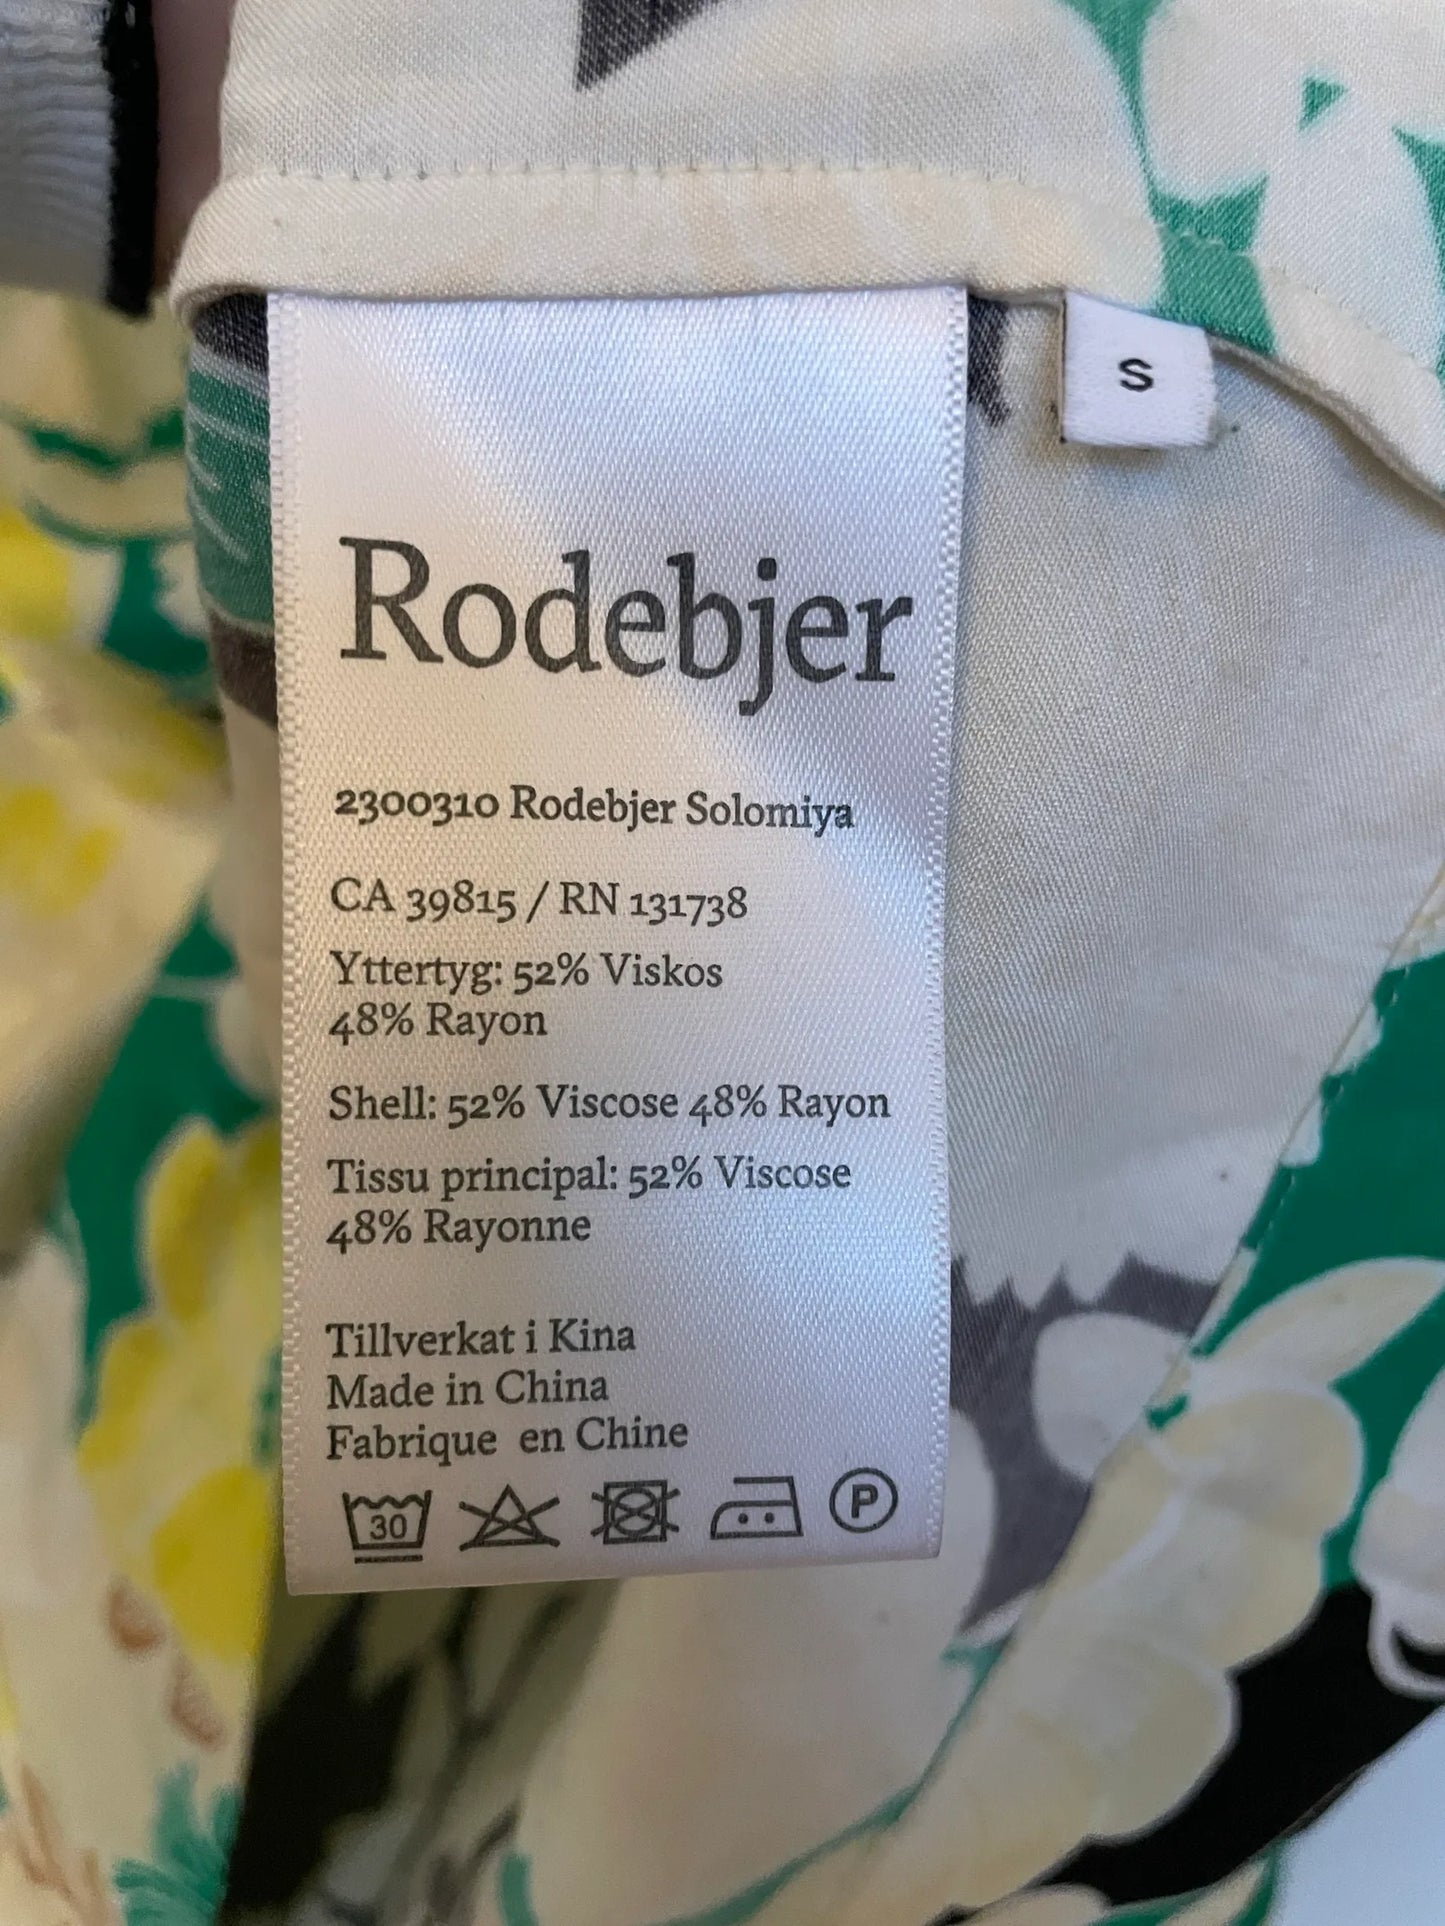 S
Rodebjer
2300310 Rodebjer Solomiya
CA 39815 / RN 131738
Yttertyg: 52% Viskos
48% Rayon
Shell: 52% Viscose 48% Rayon
Tissu principal: 52% Viscose
48% Rayonne
Tillverkat i Kina
Made in China
Fabrique en Chine
30 P